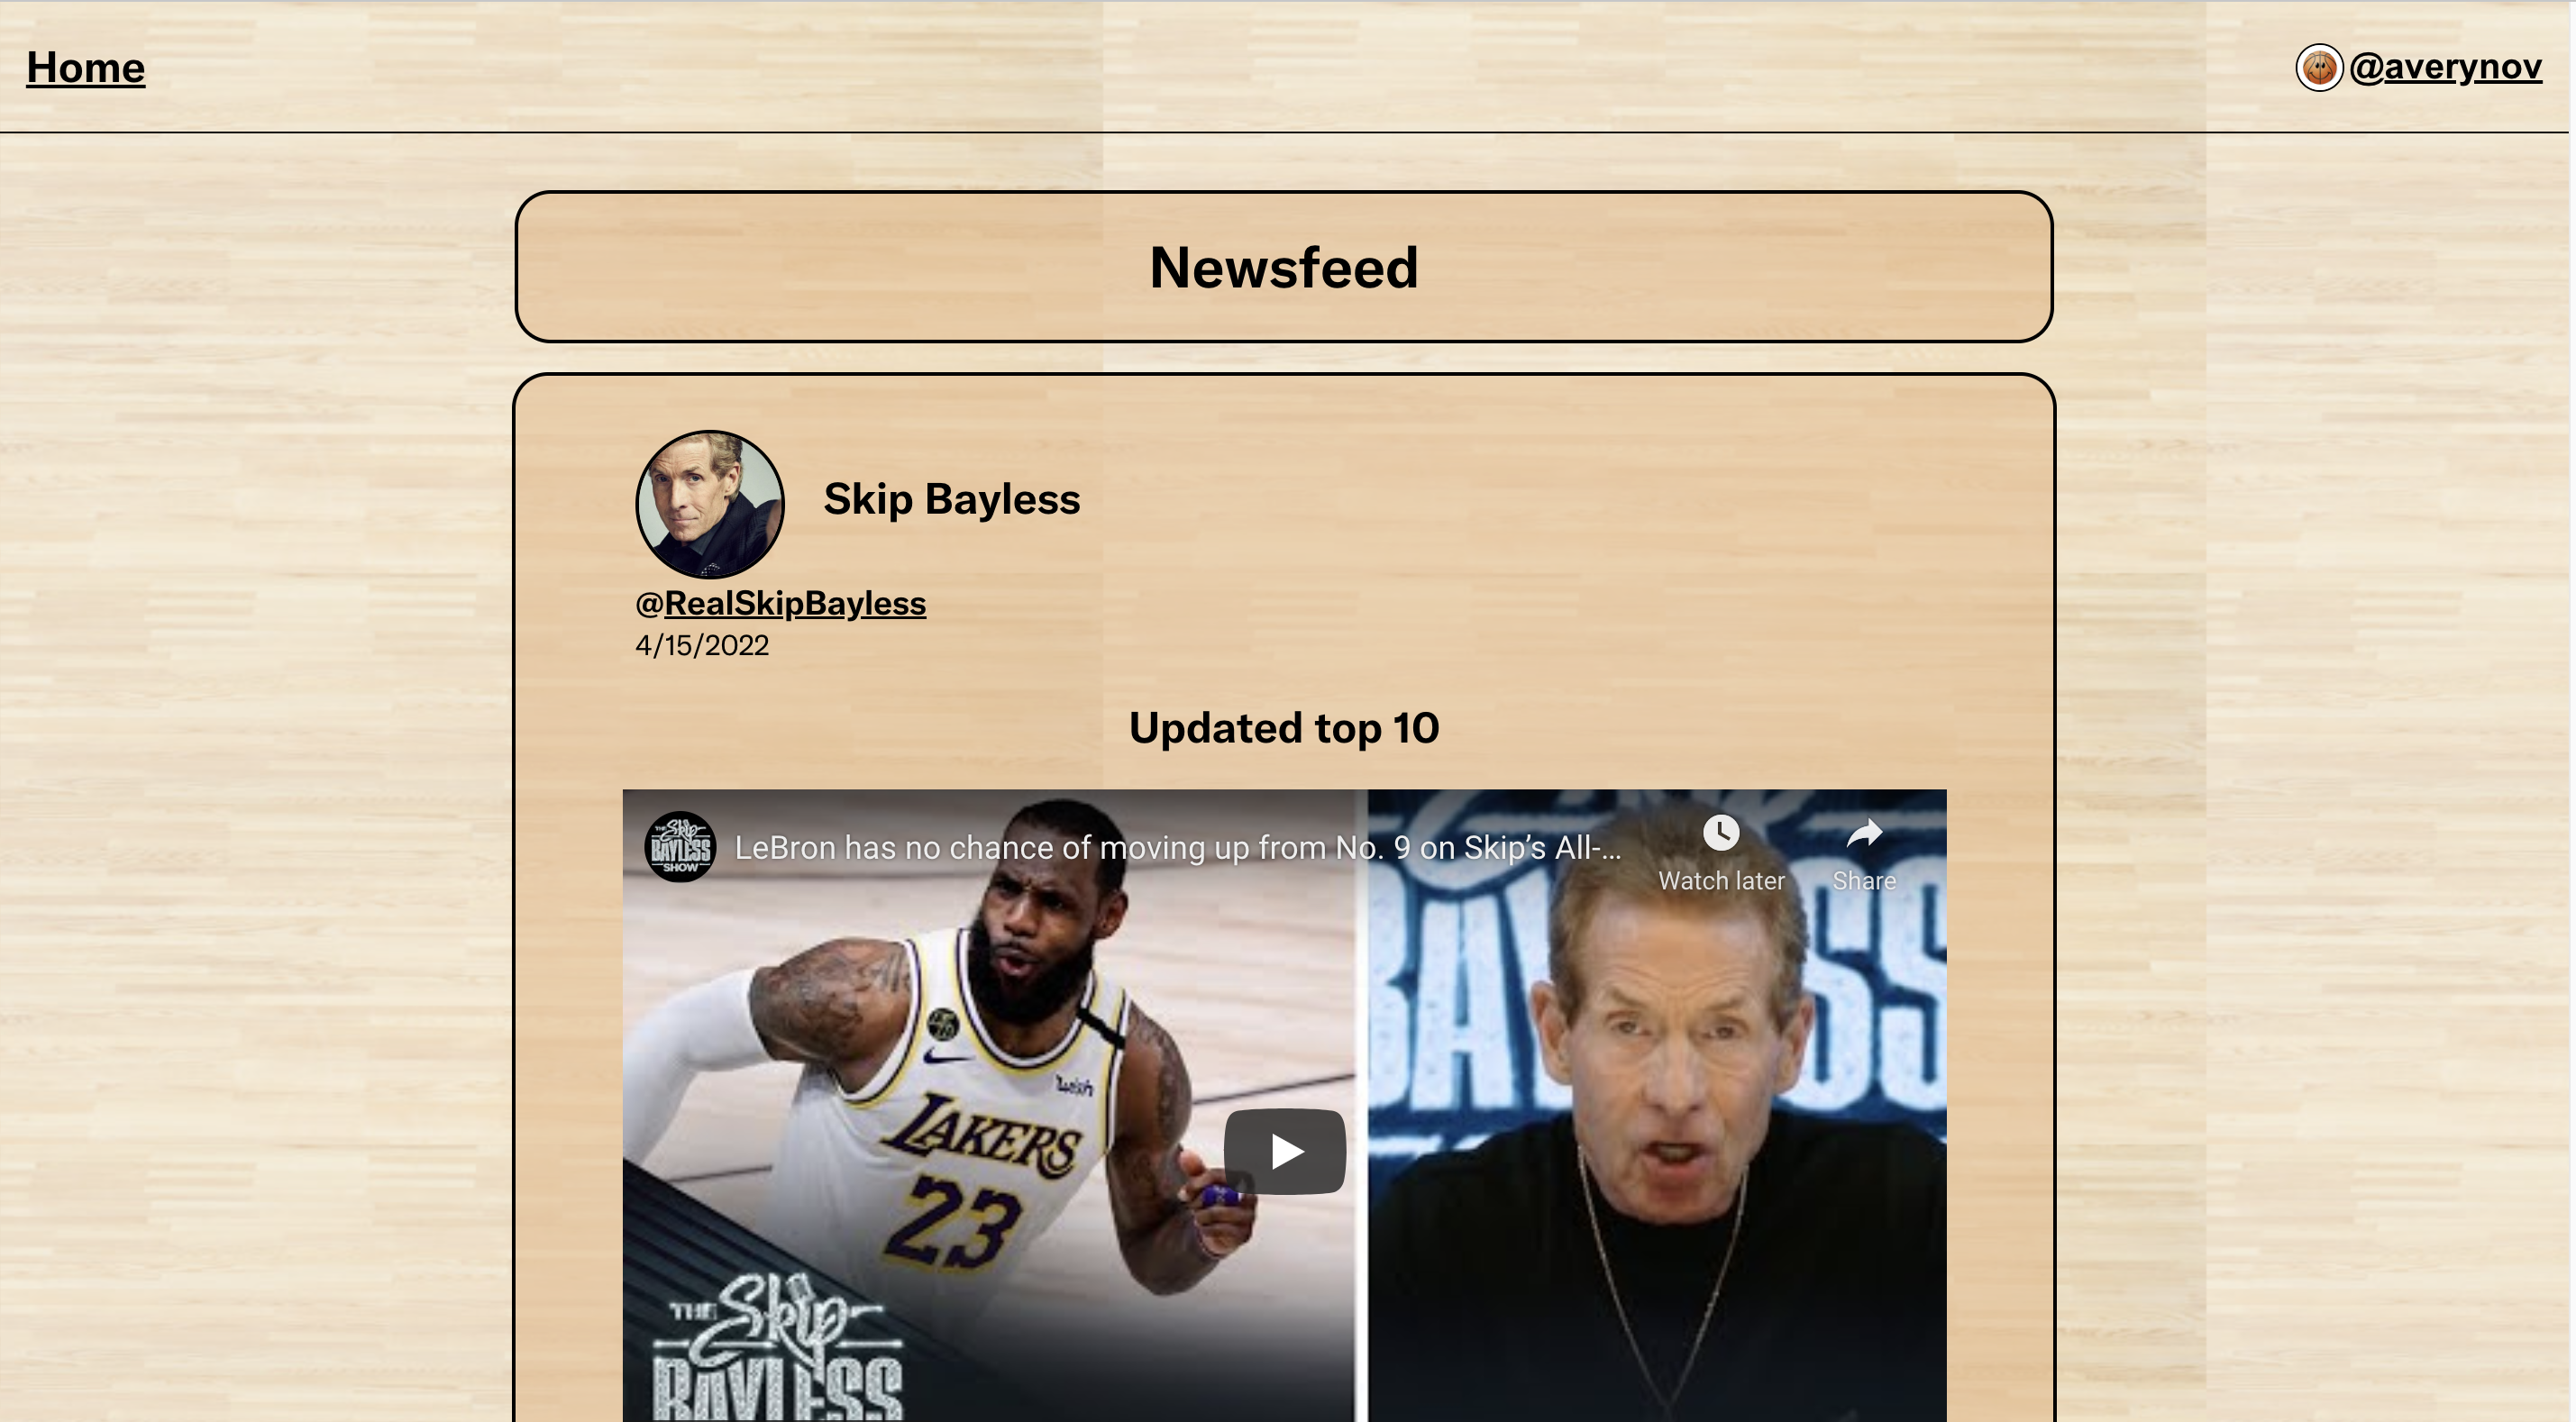 Home
@averynov
Newsfeed
Skip Bayless
@RealSkipBayless
4/15/2022
Updated top 10
THE Skip BAYLESS SHOW
LeBron has no chance of moving up from No. 9 on Skip's All-...
Watch later
Share
BAYLESS
LAKERS
23
THE Skip
BAYLESS